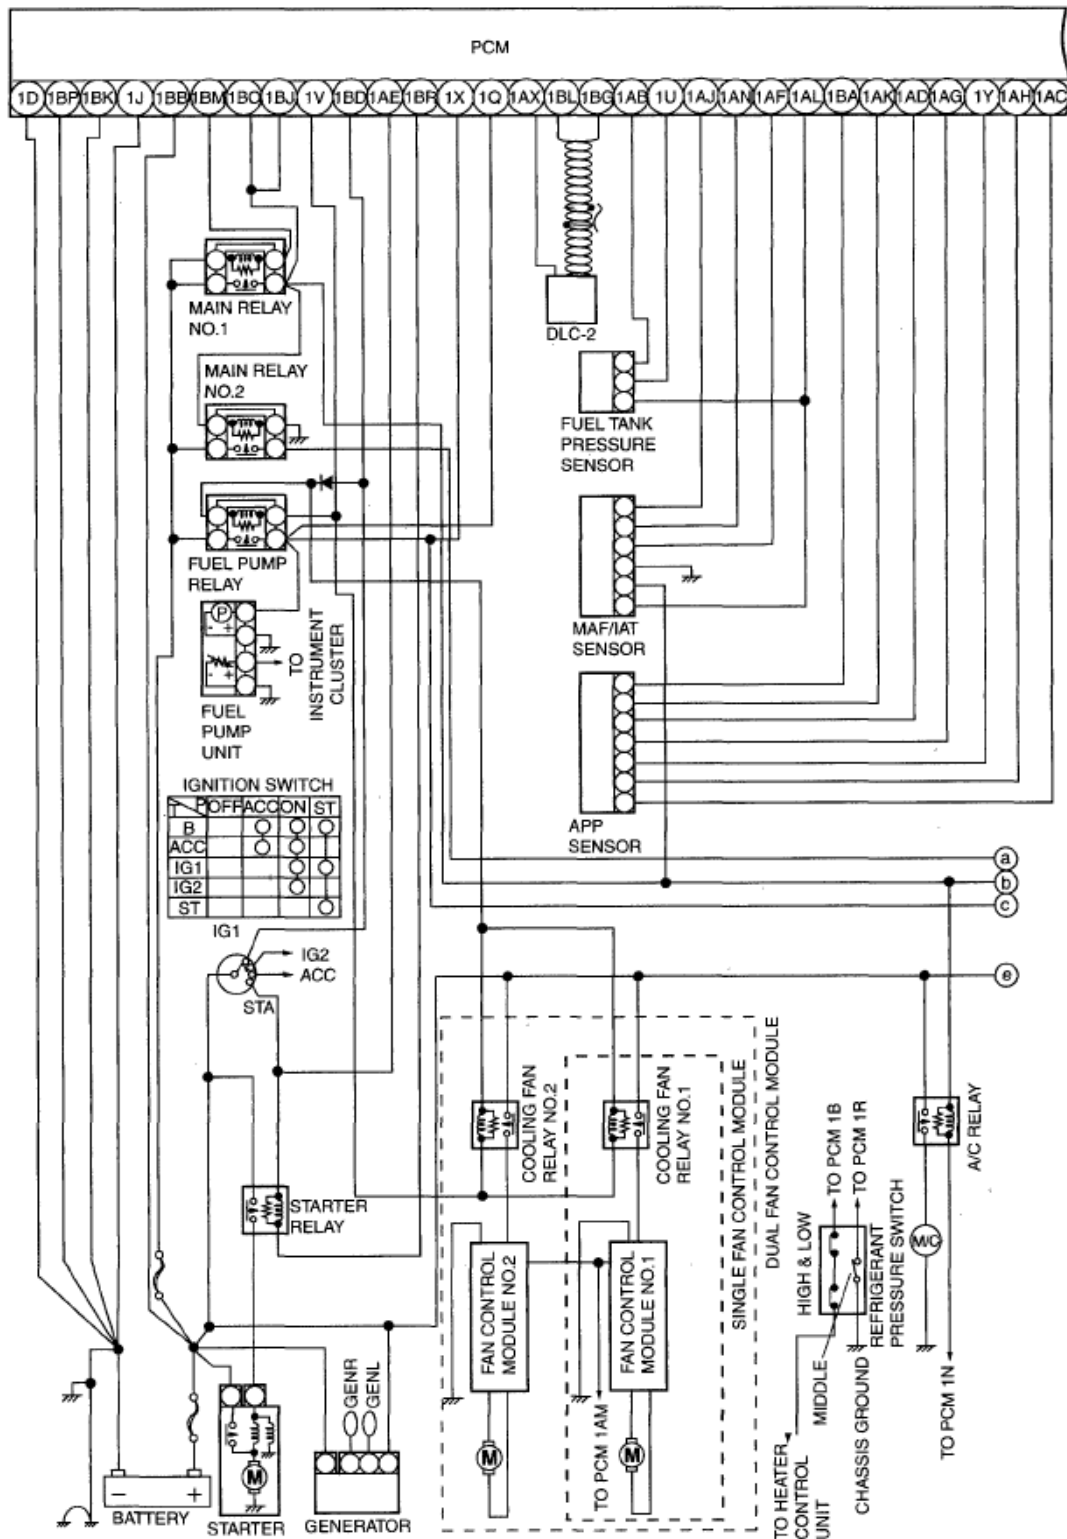 PCM
1D 1BP 1BK 1J 1BB 1BM 1BO 1BJ 1V 1BD 1AE 1BR 1X 1Q 1AX 1BL 1BG 1AB 1U 1AJ 1AN 1AF 1AL 1BA 1AK 1AD 1AG 1Y 1AH 1AC
MAIN RELAY
NO.1
DLC-2
MAIN RELAY
NO.2
FUEL TANK
PRESSURE
SENSOR
FUEL PUMP
RELAY
P
- +
- +
TO
INSTRUMENT
CLUSTER
FUEL
PUMP
UNIT
MAF/IAT
SENSOR
APP
SENSOR
IGNITION SWITCH
T P OFF ACC ON ST
B
ACC
IG1
IG2
ST
a
b
c
IG1
IG2
ACC
STA
e
COOLING FAN
RELAY NO.2
COOLING FAN
RELAY NO.1
SINGLE FAN CONTROL MODULE
DUAL FAN CONTROL MODULE
A/C RELAY
STARTER
RELAY
TO PCM 1B
TO PCM 1R
HIGH & LOW
REFRIGERANT
PRESSURE SWITCH
M/C
FAN CONTROL
MODULE NO.2
FAN CONTROL
MODULE NO.1
MIDDLE
CHASSIS GROUND
TO PCM 1N
TO PCM 1AM
GENR
GENL
M
M
M
TO HEATER
CONTROL
UNIT
- +
BATTERY
STARTER
GENERATOR